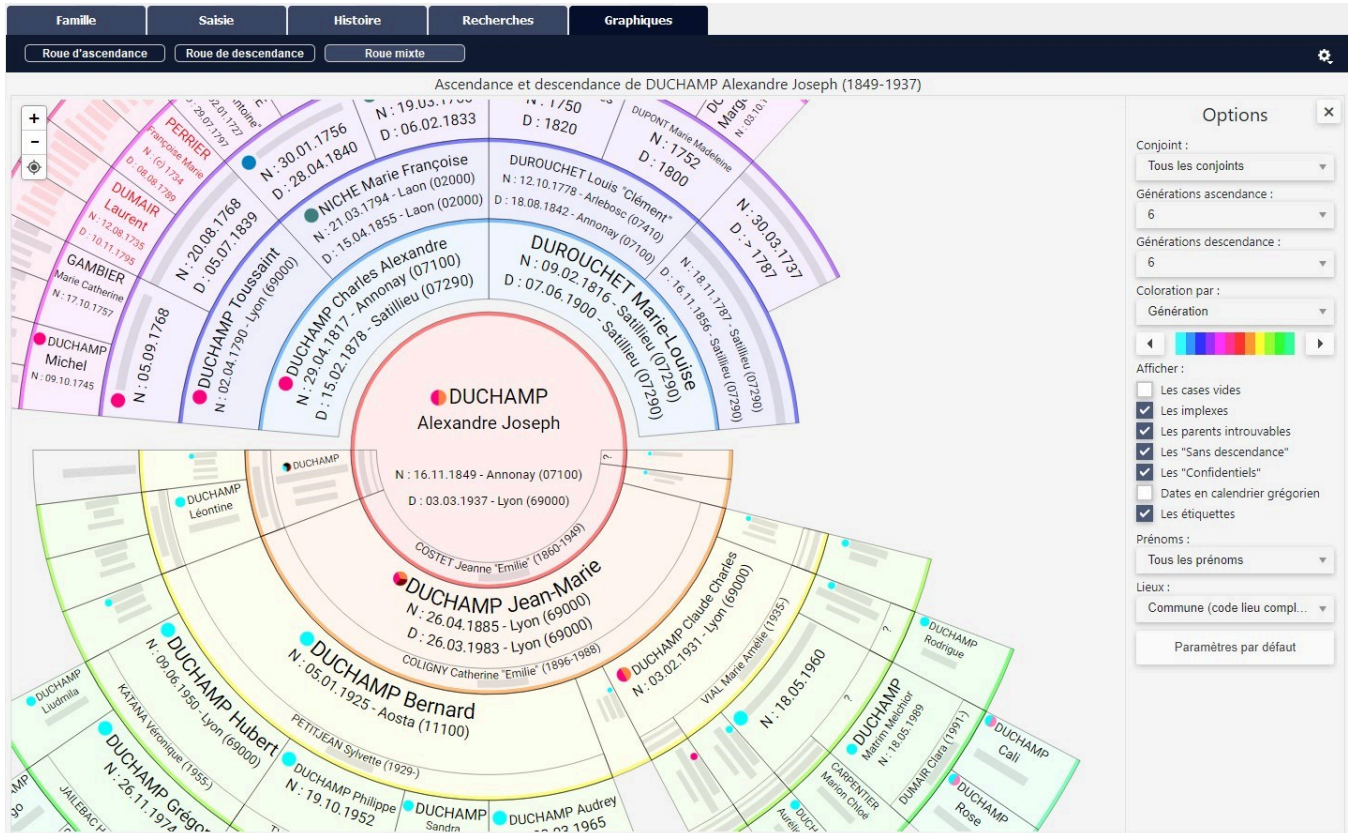 Famille
Saisie
Histoire
Recherches
Graphiques
Roue d'ascendance
Roue de descendance
Roue mixte
Ascendance et descendance de DUCHAMP Alexandre Joseph (1849-1937)
+
-
PERRIER
Françoise Marie
N : (c) 1734
D : 08.08.1789
DUMAIR
Laurent
N : 12.08.1735
D : 10.11.1795
GAMBIER
Marie Catherine
N : 17.10.1757
DUCHAMP
Michel
N : 09.10.1745
N : 05.09.1768
N : 20.08.1768
D : 05.07.1839
N : 30.01.1756
D : 28.04.1840
D : 06.02.1833
N : 1750
D : 1820
DUPONT Marie Madeleine
N : 1752
D : 1800
N : 30.03.1737
D : > 1787
DUCHAMP Toussaint
N : 02.04.1790 - Lyon (69000)
NICHE Marie Françoise
N : 21.03.1794 - Laon (02000)
D : 15.04.1855 - Laon (02000)
DUROUCHET Louis "Clément"
N : 12.10.1778 - Arlebosc (07410)
D : 18.08.1842 - Annonay (07100)
N : 18.11.1787 - Satillieu (07290)
D : 16.11.1856 - Satillieu (07290)
DUCHAMP Charles Alexandre
N : 29.04.1817 - Annonay (07100)
D : 15.02.1878 - Satillieu (07290)
DUROUCHET Marie-Louise
N : 09.02.1816 - Satillieu (07290)
D : 07.06.1900 - Satillieu (07290)
DUCHAMP
Alexandre Joseph
N : 16.11.1849 - Annonay (07100)
D : 03.03.1937 - Lyon (69000)
COSTET Jeanne "Emilie" (1860-1949)
?
DUCHAMP
DUCHAMP
Léontine
DUCHAMP Jean-Marie
N : 26.04.1885 - Lyon (69000)
D : 26.03.1983 - Lyon (69000)
COLIGNY Catherine "Emilie" (1896-1988)
DUCHAMP Bernard
N : 05.01.1925 - Aosta (11100)
PETITJEAN Sylvette (1929-)
DUCHAMP Claude Charles
N : 03.02.1931 - Lyon (69000)
VIAL Marie Amélie (1935-)
DUCHAMP Hubert
N : 09.06.1950 - Lyon (69000)
KATANA Véronique (1955-)
DUCHAMP Philippe
N : 19.10.1952
DUCHAMP
Sandra
DUCHAMP Audrey
N : 18.05.1960
?
?
DUCHAMP
Liudmila
DUCHAMP Grégor
N : 26.11.1974
DUCHAMP
Rodrigue
DUCHAMP
Matrim Melchior
N : 18.05.1989
DUMAIR Clara (1991-)
CARPENTIER
Marion Chloé
DUCHAMP
Cali
DUCHAMP
Rose
Options
×
Conjoint :
Tous les conjoints
Générations ascendance :
6
Générations descendance :
6
Coloration par :
Génération
Afficher :
Les cases vides
Les implexes
Les parents introuvables
Les "Sans descendance"
Les "Confidentiels"
Dates en calendrier grégorien
Les étiquettes
Prénoms :
Tous les prénoms
Lieux :
Commune (code lieu compl...
Paramètres par défaut